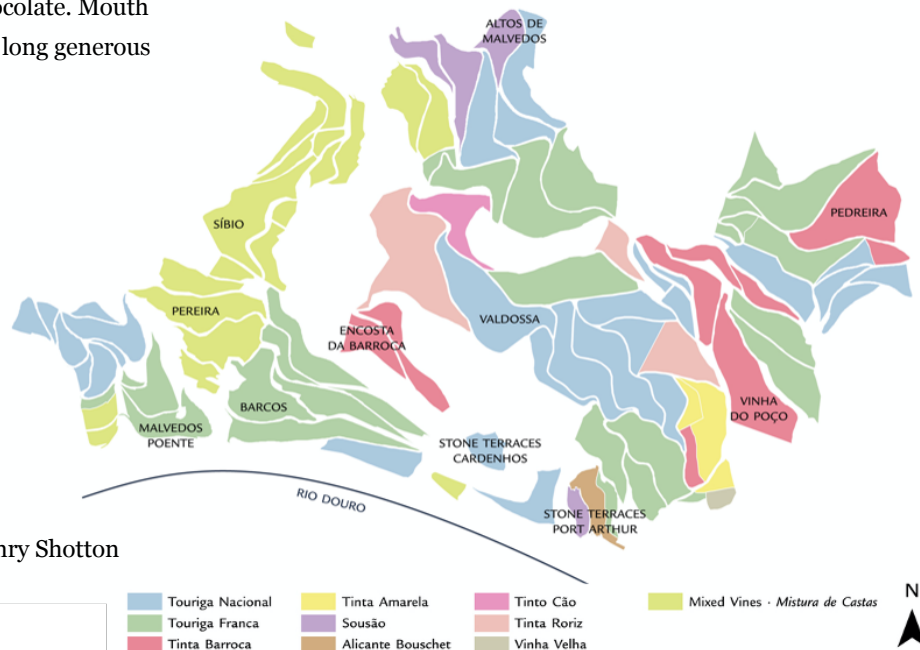 ocolate. Mouth
long generous
ALTOS DE
MALVEDOS
SÍBIO
PEDREIRA
PEREIRA
VALDOSSA
ENCOSTA
DA BARROCA
BARCOS
VINHA
DO POÇO
MALVEDOS
POENTE
STONE TERRACES
CARDENHOS
RIO DOURO
STONE TERRACES
PORT ARTHUR
nry Shotton
Touriga Nacional
Touriga Franca
Tinta Barroca
Tinta Amarela
Sousão
Alicante Bouschet
Tinto Cão
Tinta Roriz
Vinha Velha
Mixed Vines · Mistura de Castas
N